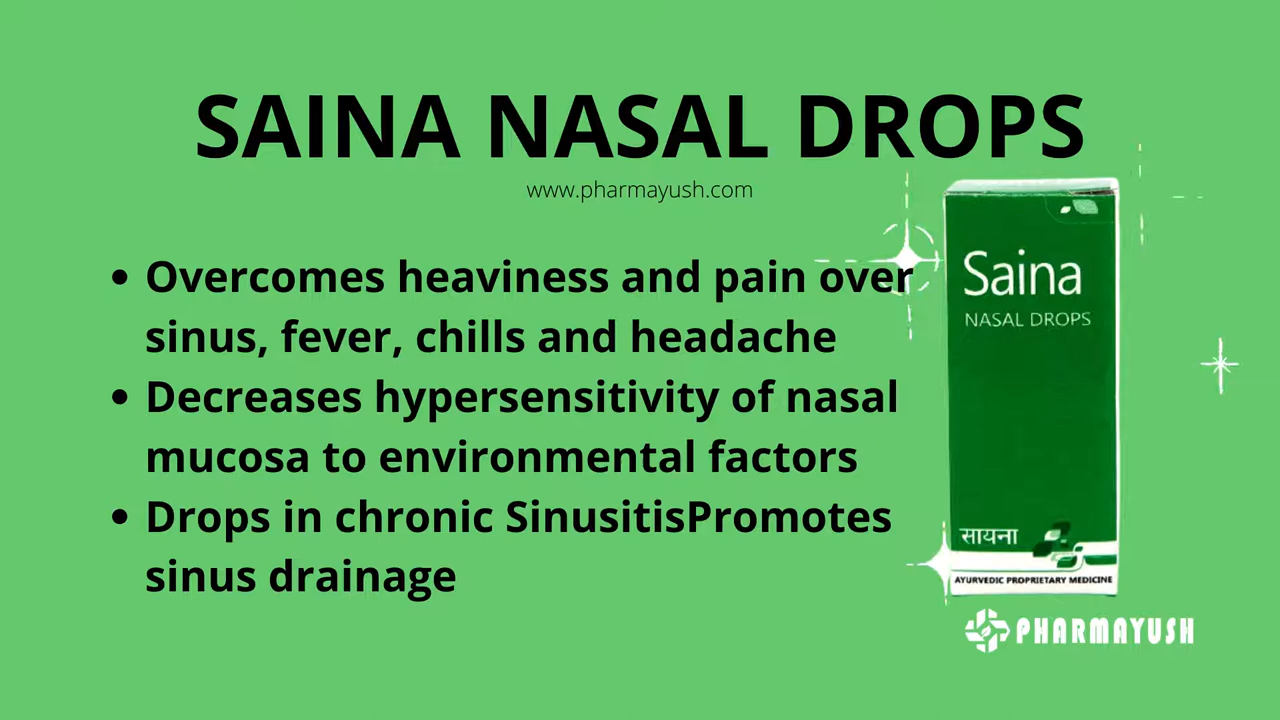 SAINA NASAL DROPS
www.pharmayush.com
• Overcomes heaviness and pain over
sinus, fever, chills and headache
• Decreases hypersensitivity of nasal
mucosa to environmental factors
• Drops in chronic SinusitisPromotes
sinus drainage
Saina
NASAL DROPS
सायना
AYURVEDIC PROPRIETARY MEDICINE
PHARMAYUSH